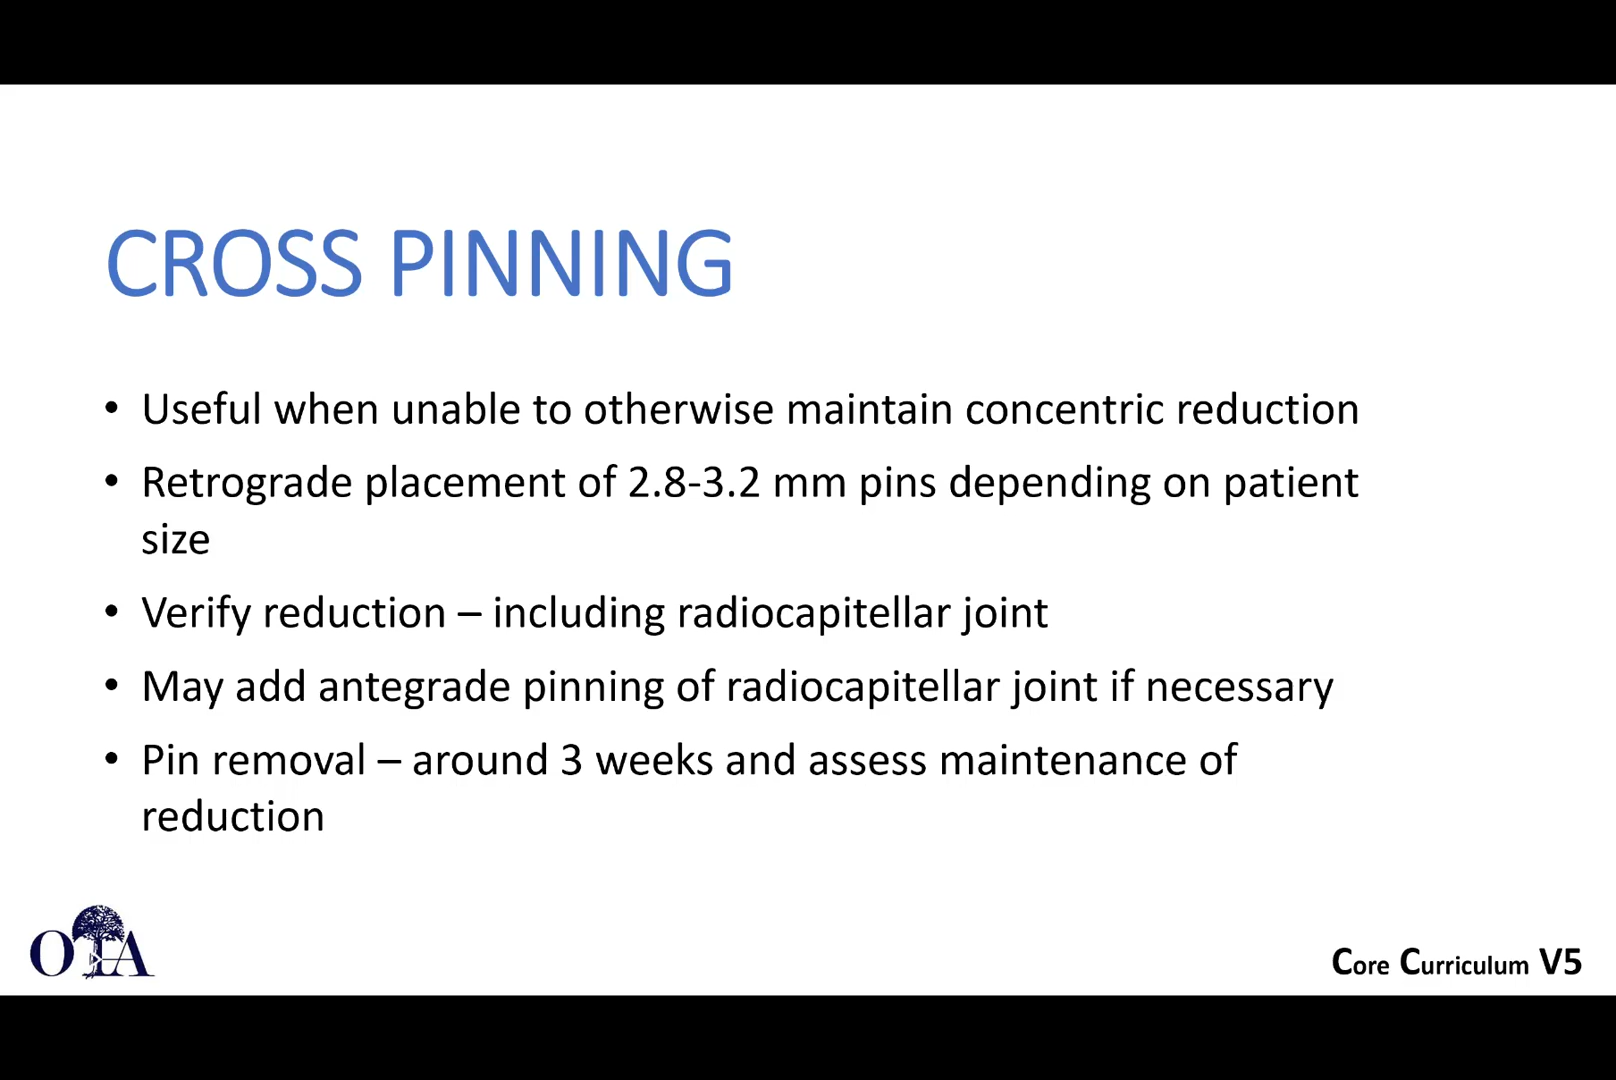 CROSS PINNING
• Useful when unable to otherwise maintain concentric reduction
• Retrograde placement of 2.8-3.2 mm pins depending on patient
size
• Verify reduction – including radiocapitellar joint
• May add antegrade pinning of radiocapitellar joint if necessary
• Pin removal – around 3 weeks and assess maintenance of
reduction
OTA
Core Curriculum V5